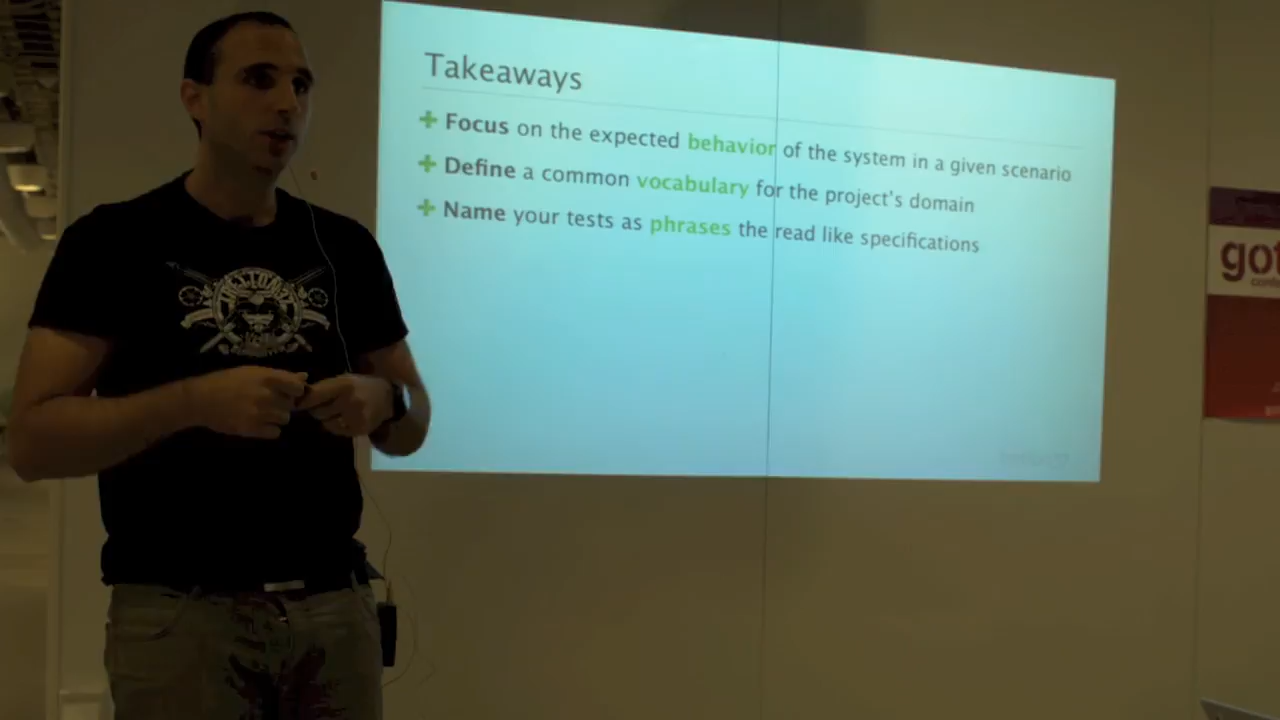 Takeaways
+ Focus on the expected behavior of the system in a given scenario
+ Define a common vocabulary for the project's domain
+ Name your tests as phrases the read like specifications
got
conf